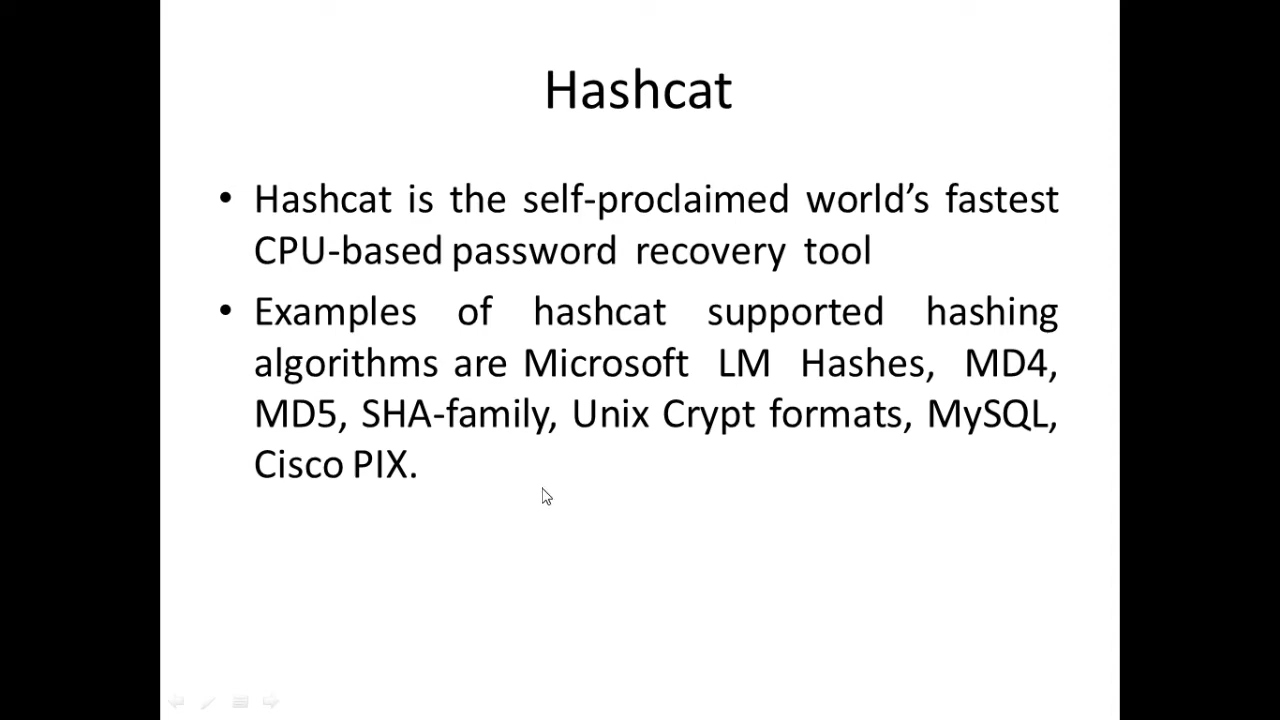 Hashcat
• Hashcat is the self-proclaimed world’s fastest
CPU-based password recovery tool
• Examples of hashcat supported hashing
algorithms are Microsoft LM Hashes, MD4,
MD5, SHA-family, Unix Crypt formats, MySQL,
Cisco PIX.